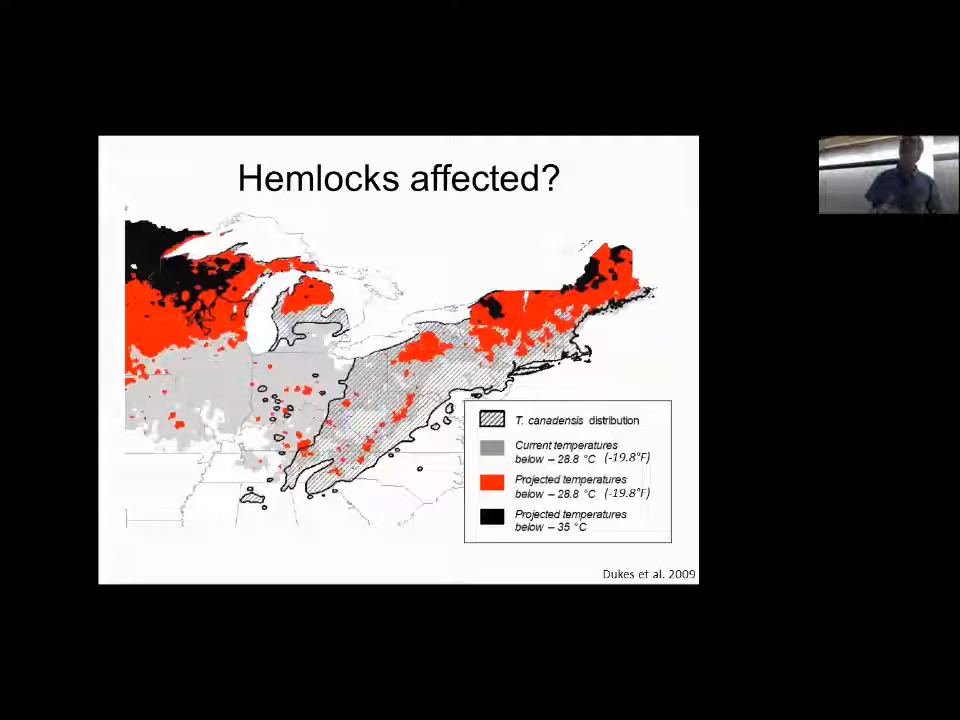 Hemlocks affected?
T. canadensis distribution
Current temperatures
below – 28.8 °C (-19.8°F)
Projected temperatures
below – 28.8 °C (-19.8°F)
Projected temperatures
below – 35 °C
Dukes et al. 2009